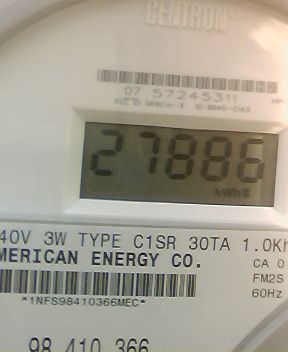 CENTRON®
07 57245311
27886
kWh
40V 3W TYPE C1SR 30TA 1.0Kh
MERICAN ENERGY CO.
CA 0
FM2S
60Hz
*1NFS98410366MEC*
98 410 366